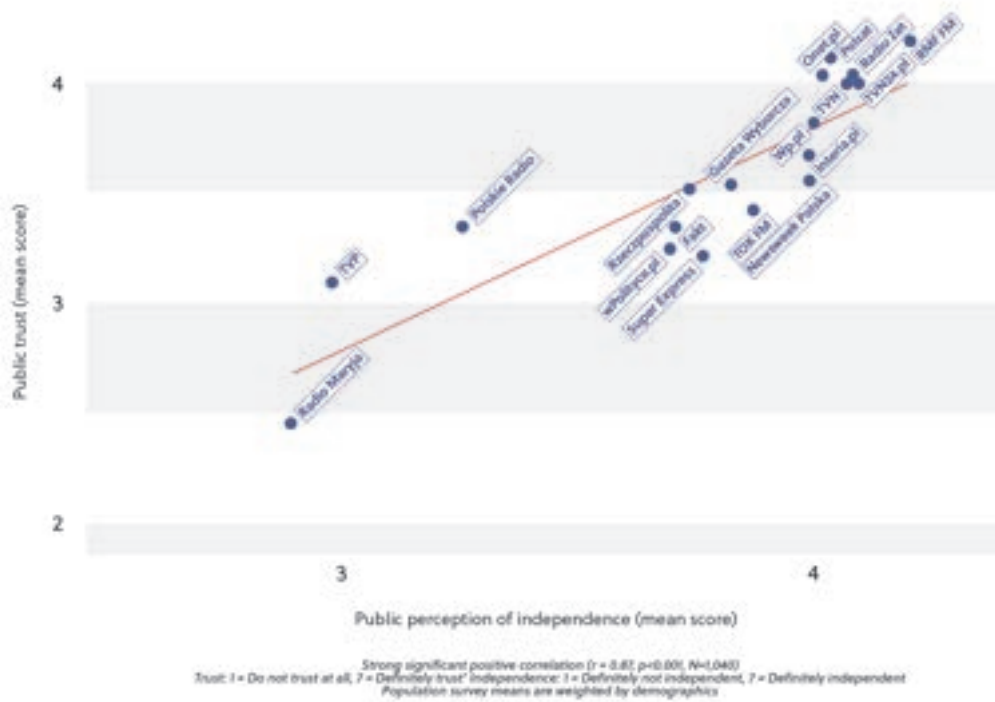 Onet.pl
Polsat
Radio Zet
RMF FM
TVN24.pl
TVN
Gazeta Wyborcza
Wp.pl
Interia.pl
Polskie Radio
Rzeczpospolita
Fakt
TOK FM
Newsweek Polska
TVP
wPolityce.pl
Super Express
Radio Maryja
4
3
2
Public trust (mean score)
3
4
Public perception of independence (mean score)
Strong significant positive correlation (r = p<0.001, N=1,040)
Trust: 1 = Do not trust at all, 7 = Definitely trust' Independence: 1 = Definitely not independent, 7 = Definitely independent
Population survey means are weighted by demographics